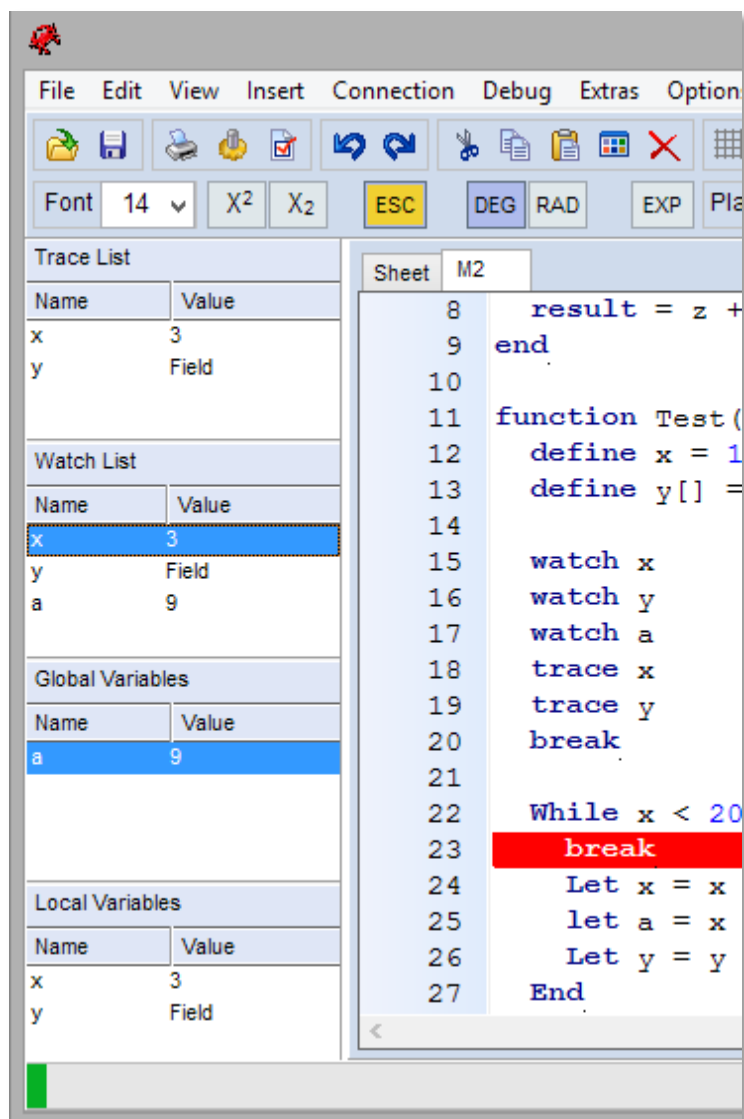 File Edit View Insert Connection Debug Extras Option
Font 14 X2 X2 ESC DEG RAD EXP Pla
Trace List
Name Value
x 3
y Field
Watch List
Name Value
x 3
y Field
a 9
Global Variables
Name Value
a 9
Local Variables
Name Value
x 3
y Field
Sheet M2
8 result = z +
9 end
10
11 function Test(
12 define x = 1
13 define y[] =
14
15 watch x
16 watch y
17 watch a
18 trace x
19 trace y
20 break
21
22 While x < 20
23 break
24 Let x = x
25 let a = x
26 Let y = y
27 End